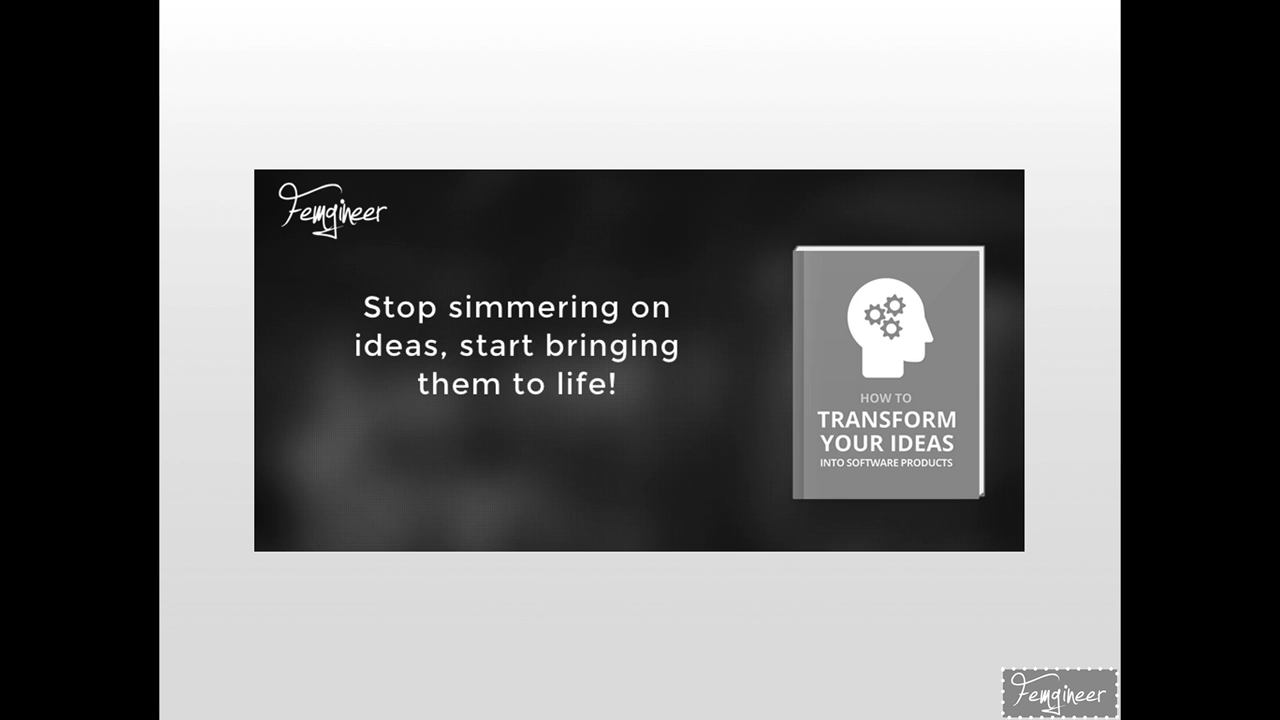 Femgineer
Stop simmering on
ideas, start bringing
them to life!
HOW TO
TRANSFORM
YOUR IDEAS
INTO SOFTWARE PRODUCTS
Femgineer